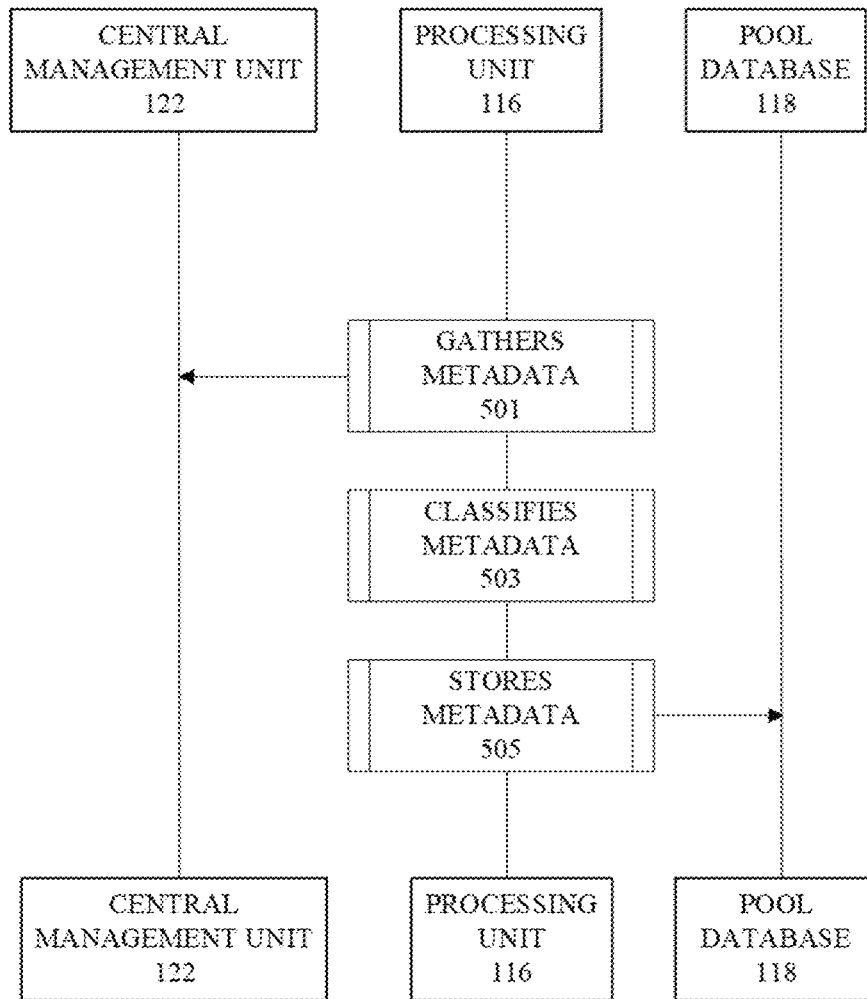 CENTRAL
MANAGEMENT UNIT
122
PROCESSING
UNIT
116
POOL
DATABASE
118
GATHERS
METADATA
501
CLASSIFIES
METADATA
503
STORES
METADATA
505
CENTRAL
MANAGEMENT UNIT
122
PROCESSING
UNIT
116
POOL
DATABASE
118